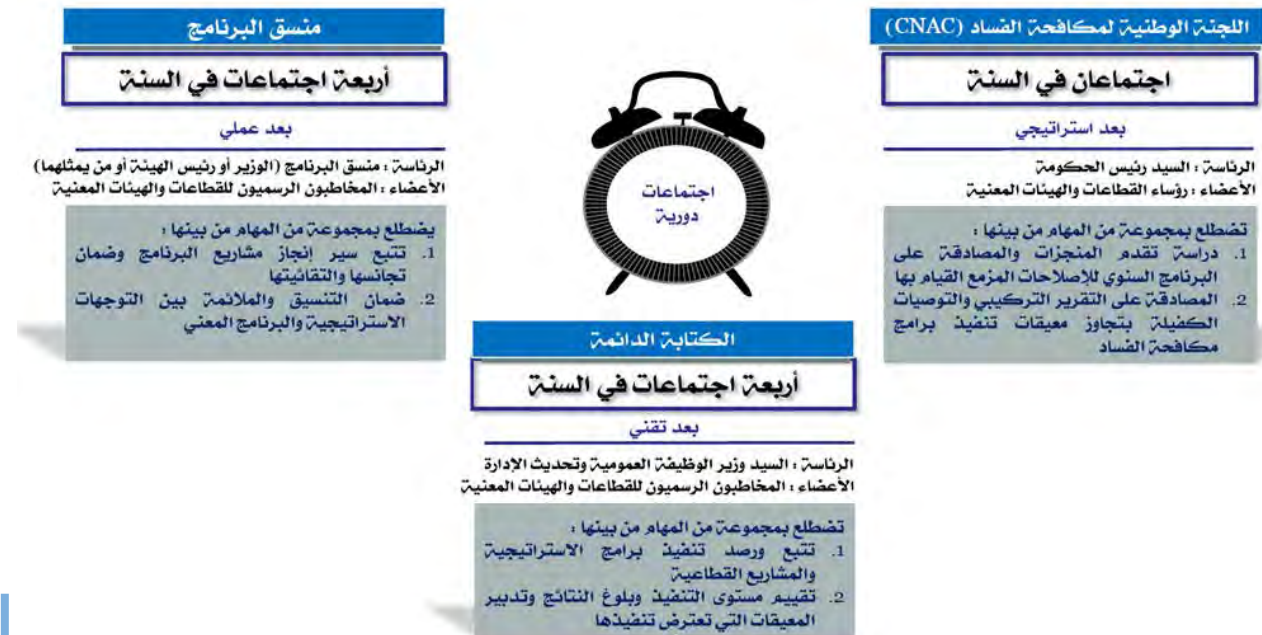 اللجنة الوطنية لمكافحة الفساد (CNAC)
اجتماعان في السنة
بعد استراتيجي
الرئاسة : السيد رئيس الحكومة
الأعضاء : رؤساء القطاعات والهيئات المعنية
تضطلع بمجموعة من المهام من بينها :
1. دراسة تقدم المنجزات والمصادقة على
البرنامج السنوي للإصلاحات المزمع القيام بها
2. المصادقة على التقرير التركيبي والتوصيات
الكفيلة بتجاوز معيقات تنفيذ برامج
مكافحة الفساد
اجتماعات
دورية
منسق البرنامج
أربعة اجتماعات في السنة
بعد عملي
الرئاسة : منسق البرنامج (الوزير أو رئيس الهيئة أو من يمثلهما)
الأعضاء : المخاطبون الرسميون للقطاعات والهيئات المعنية
يضطلع بمجموعة من المهام من بينها :
1. تتبع سير إنجاز مشاريع البرنامج وضمان
تجانسها والتقائيتها
2. ضمان التنسيق والملائمة بين التوجهات
الاستراتيجية والبرنامج المعني
الكتابة الدائمة
أربعة اجتماعات في السنة
بعد تقني
الرئاسة : السيد وزير الوظيفة العمومية وتحديث الإدارة
الأعضاء : المخاطبون الرسميون للقطاعات والهيئات المعنية
تضطلع بمجموعة من المهام من بينها :
1. تتبع ورصد تنفيذ برامج الاستراتيجية
والمشاريع القطاعية
2. تقييم مستوى التنفيذ وبلوغ النتائج وتدبير
المعيقات التي تعترض تنفيذها